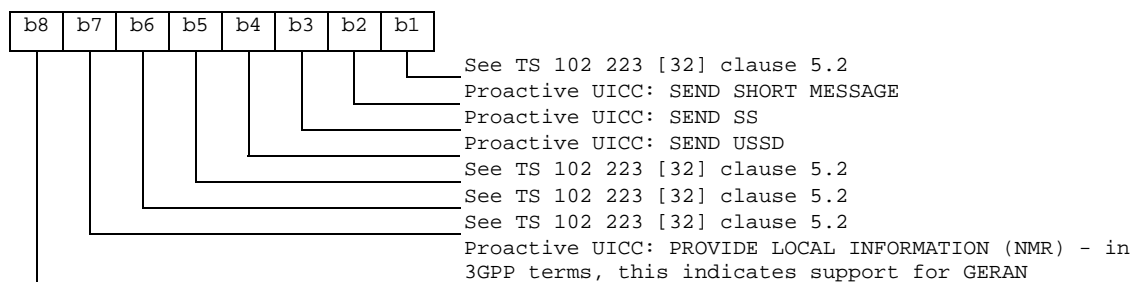 b8 b7 b6 b5 b4 b3 b2 b1
See TS 102 223 [32] clause 5.2
Proactive UICC: SEND SHORT MESSAGE
Proactive UICC: SEND SS
Proactive UICC: SEND USSD
See TS 102 223 [32] clause 5.2
See TS 102 223 [32] clause 5.2
See TS 102 223 [32] clause 5.2
Proactive UICC: PROVIDE LOCAL INFORMATION (NMR) - in
3GPP terms, this indicates support for GERAN